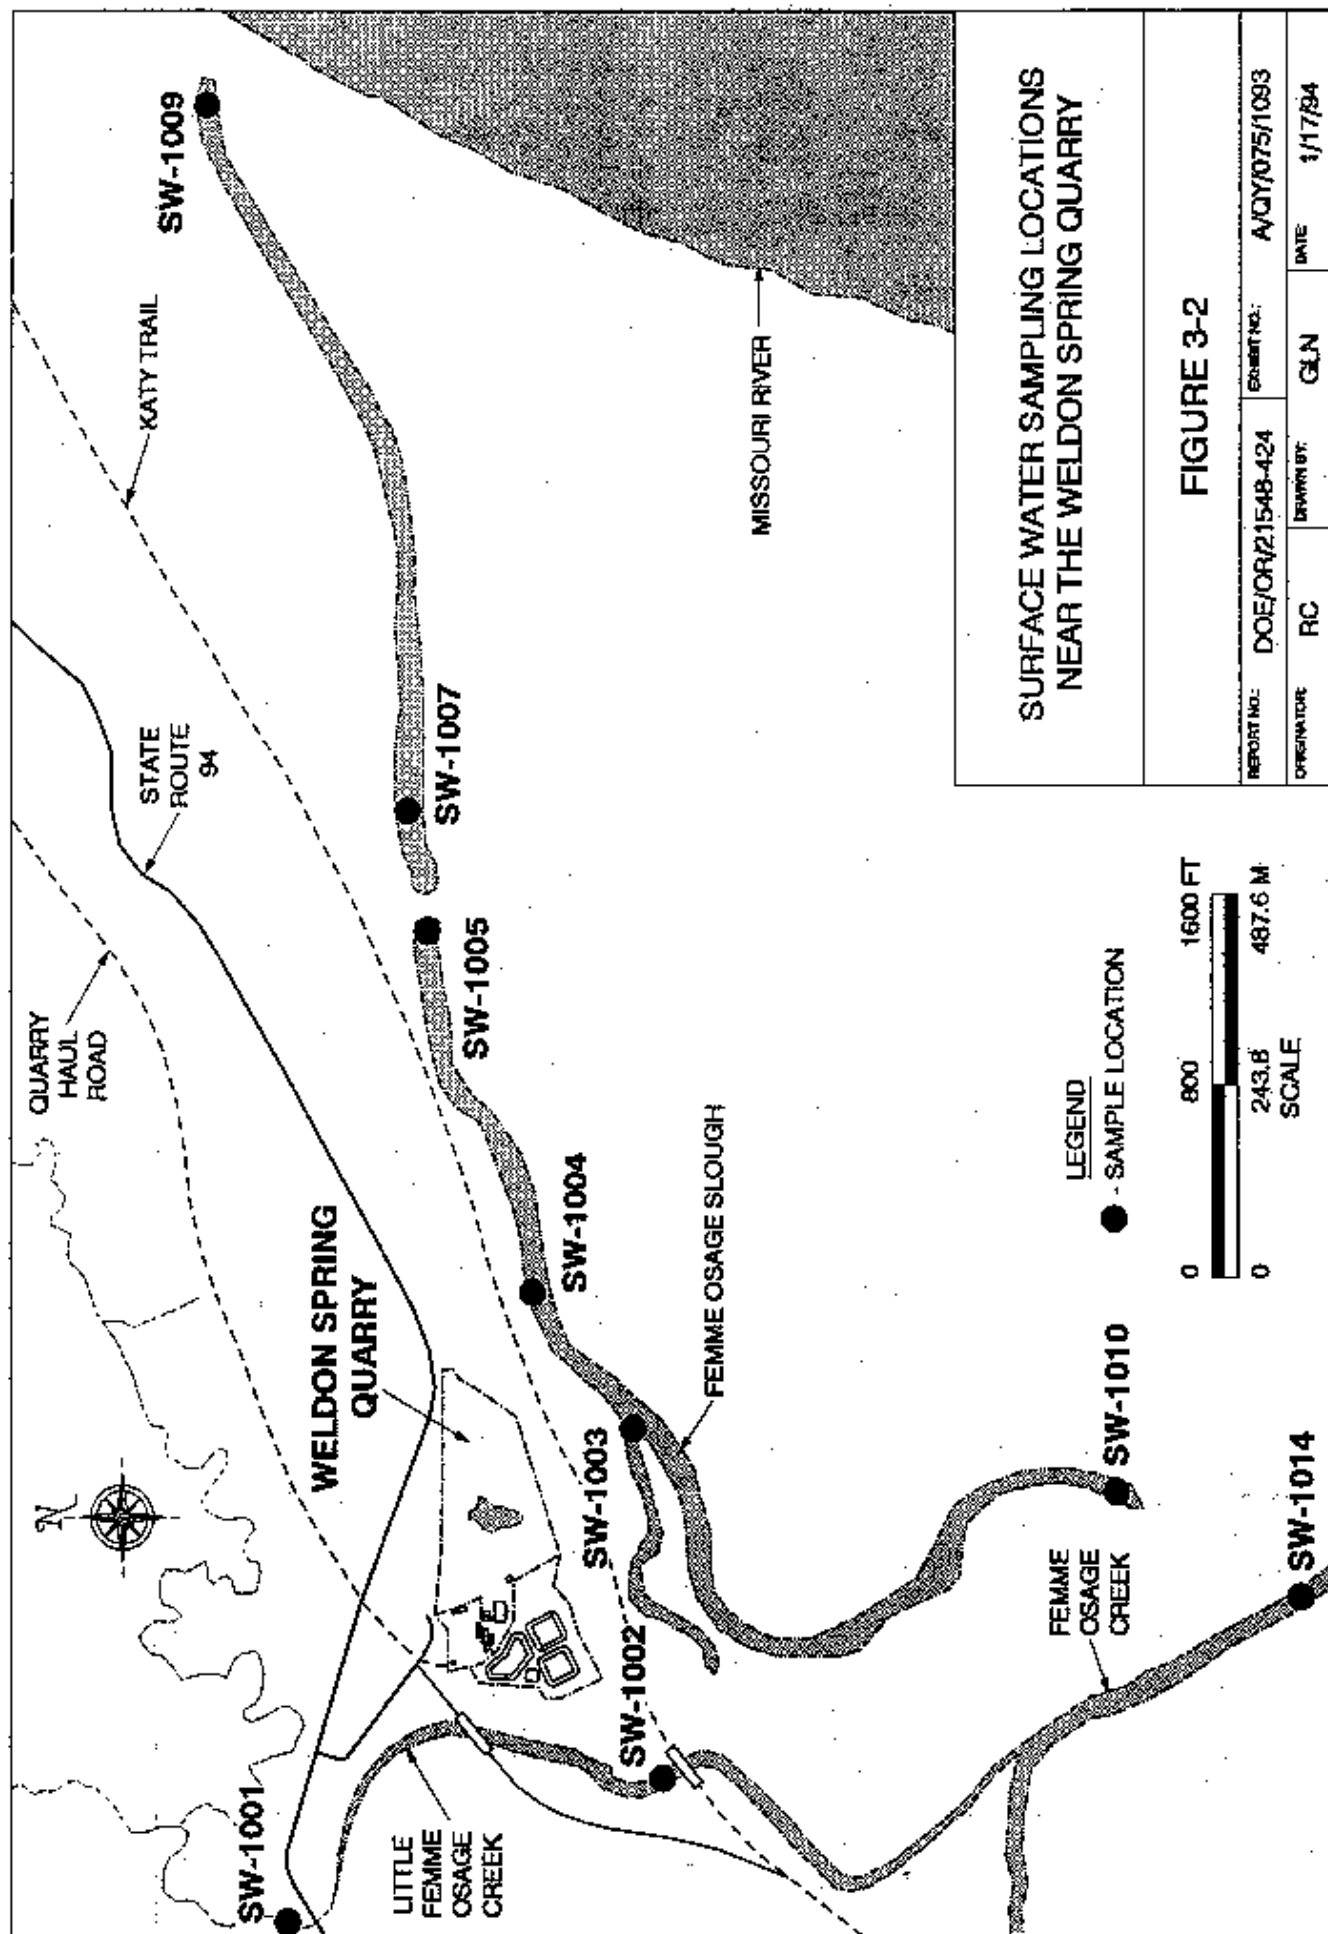 N
SW-1001
LITTLE
FEMME
OSAGE
CREEK
WELDON SPRING
QUARRY
QUARRY
HAUL
ROAD
STATE
ROUTE
94
KATY TRAIL
SW-1009
SW-1007
SW-1005
SW-1004
SW-1003
SW-1002
FEMME OSAGE SLOUGH
MISSOURI RIVER
FEMME
OSAGE
CREEK
SW-1010
SW-1014
LEGEND
- SAMPLE LOCATION
0 800 1600 FT
0 243.8 487.6 M
SCALE
SURFACE WATER SAMPLING LOCATIONS
NEAR THE WELDON SPRING QUARRY
FIGURE 3-2
REPORT NO.: DOE/OR/21548-424 EXHIBIT NO.: A/QY/075/1093
ORIGINATOR: RC DRAWN BY: GLN DATE: 1/17/94